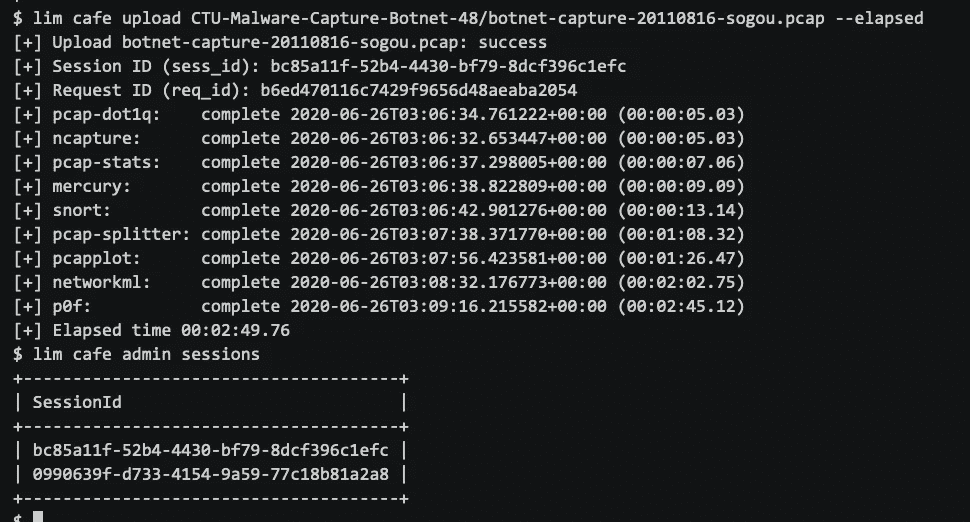 $ lim cafe upload CTU-Malware-Capture-Botnet-48/botnet-capture-20110816-sogou.pcap --elapsed
[+] Upload botnet-capture-20110816-sogou.pcap: success
[+] Session ID (sess_id): bc85a11f-52b4-4430-bf79-8dcf396c1efc
[+] Request ID (req_id): b6ed470116c7429f9656d48aeaba2054
[+] pcap-dot1q:    complete 2020-06-26T03:06:34.761222+00:00 (00:00:05.03)
[+] ncapture:      complete 2020-06-26T03:06:32.653447+00:00 (00:00:05.03)
[+] pcap-stats:    complete 2020-06-26T03:06:37.298005+00:00 (00:00:07.06)
[+] mercury:       complete 2020-06-26T03:06:38.822809+00:00 (00:00:09.09)
[+] snort:         complete 2020-06-26T03:06:42.901276+00:00 (00:00:13.14)
[+] pcap-splitter: complete 2020-06-26T03:07:38.371770+00:00 (00:01:08.32)
[+] pcapplot:      complete 2020-06-26T03:07:56.423581+00:00 (00:01:26.47)
[+] networkml:     complete 2020-06-26T03:08:32.176773+00:00 (00:02:02.75)
[+] p0f:           complete 2020-06-26T03:09:16.215582+00:00 (00:02:45.12)
[+] Elapsed time 00:02:49.76
$ lim cafe admin sessions
+--------------------------------------+
| SessionId                            |
+--------------------------------------+
| bc85a11f-52b4-4430-bf79-8dcf396c1efc |
| 0990639f-d733-4154-9a59-77c18b81a2a8 |
+--------------------------------------+
$